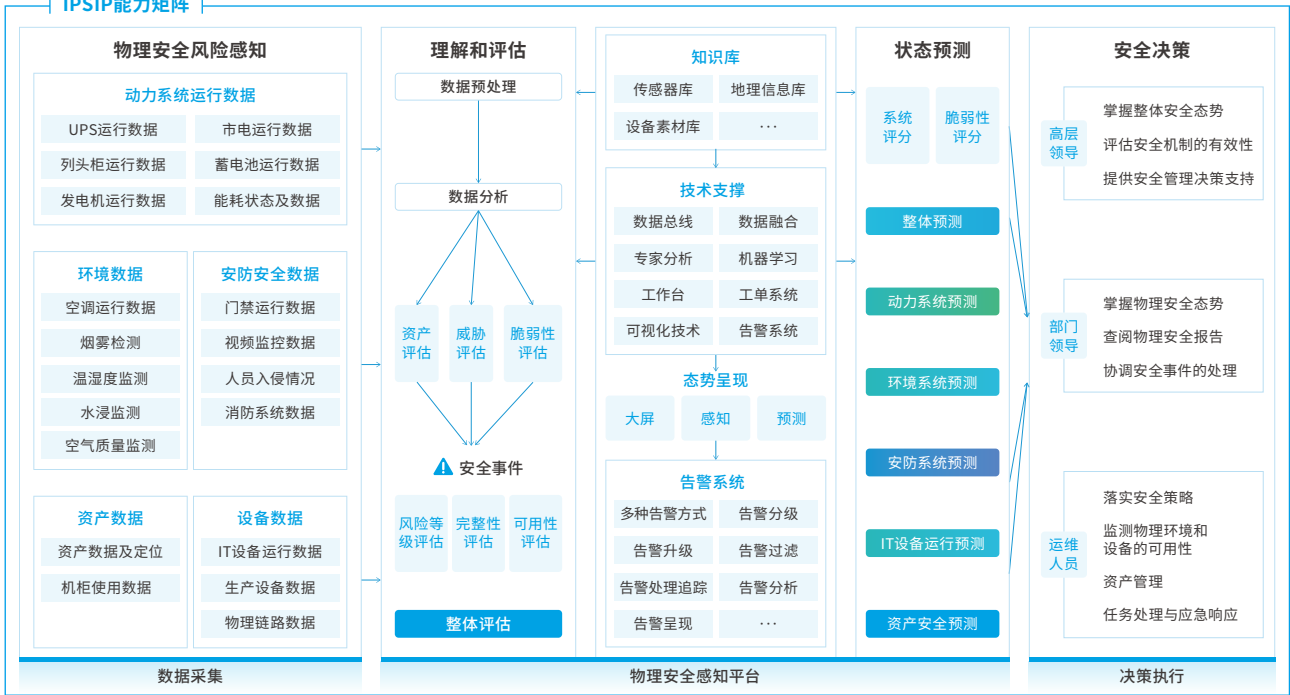 IPSIP能力矩阵
物理安全风险感知
动力系统运行数据
UPS运行数据
市电运行数据
列头柜运行数据
蓄电池运行数据
发电机运行数据
能耗状态及数据
环境数据
空调运行数据
烟雾检测
温湿度监测
水浸监测
空气质量监测
安防安全数据
门禁运行数据
视频监控数据
人员入侵情况
消防系统数据
资产数据
资产数据及定位
机柜使用数据
设备数据
IT设备运行数据
生产设备数据
物理链路数据
数据采集
理解和评估
数据预处理
数据分析
资产
评估
威胁
评估
脆弱性
评估
安全事件
风险等
级评估
完整性
评估
可用性
评估
整体评估
知识库
传感器库
地理信息库
设备素材库
···
技术支撑
数据总线
数据融合
专家分析
机器学习
工作台
工单系统
可视化技术
告警系统
态势呈现
大屏
感知
预测
告警系统
多种告警方式
告警分级
告警升级
告警过滤
告警处理追踪
告警分析
告警呈现
···
状态预测
系统
评分
脆弱性
评分
整体预测
动力系统预测
环境系统预测
安防系统预测
IT设备运行预测
资产安全预测
物理安全感知平台
安全决策
高层
领导
掌握整体安全态势
评估安全机制的有效性
提供安全管理决策支持
部门
领导
掌握物理安全态势
查阅物理安全报告
协调安全事件的处理
运维
人员
落实安全策略
监测物理环境和
设备的可用性
资产管理
任务处理与应急响应
决策执行